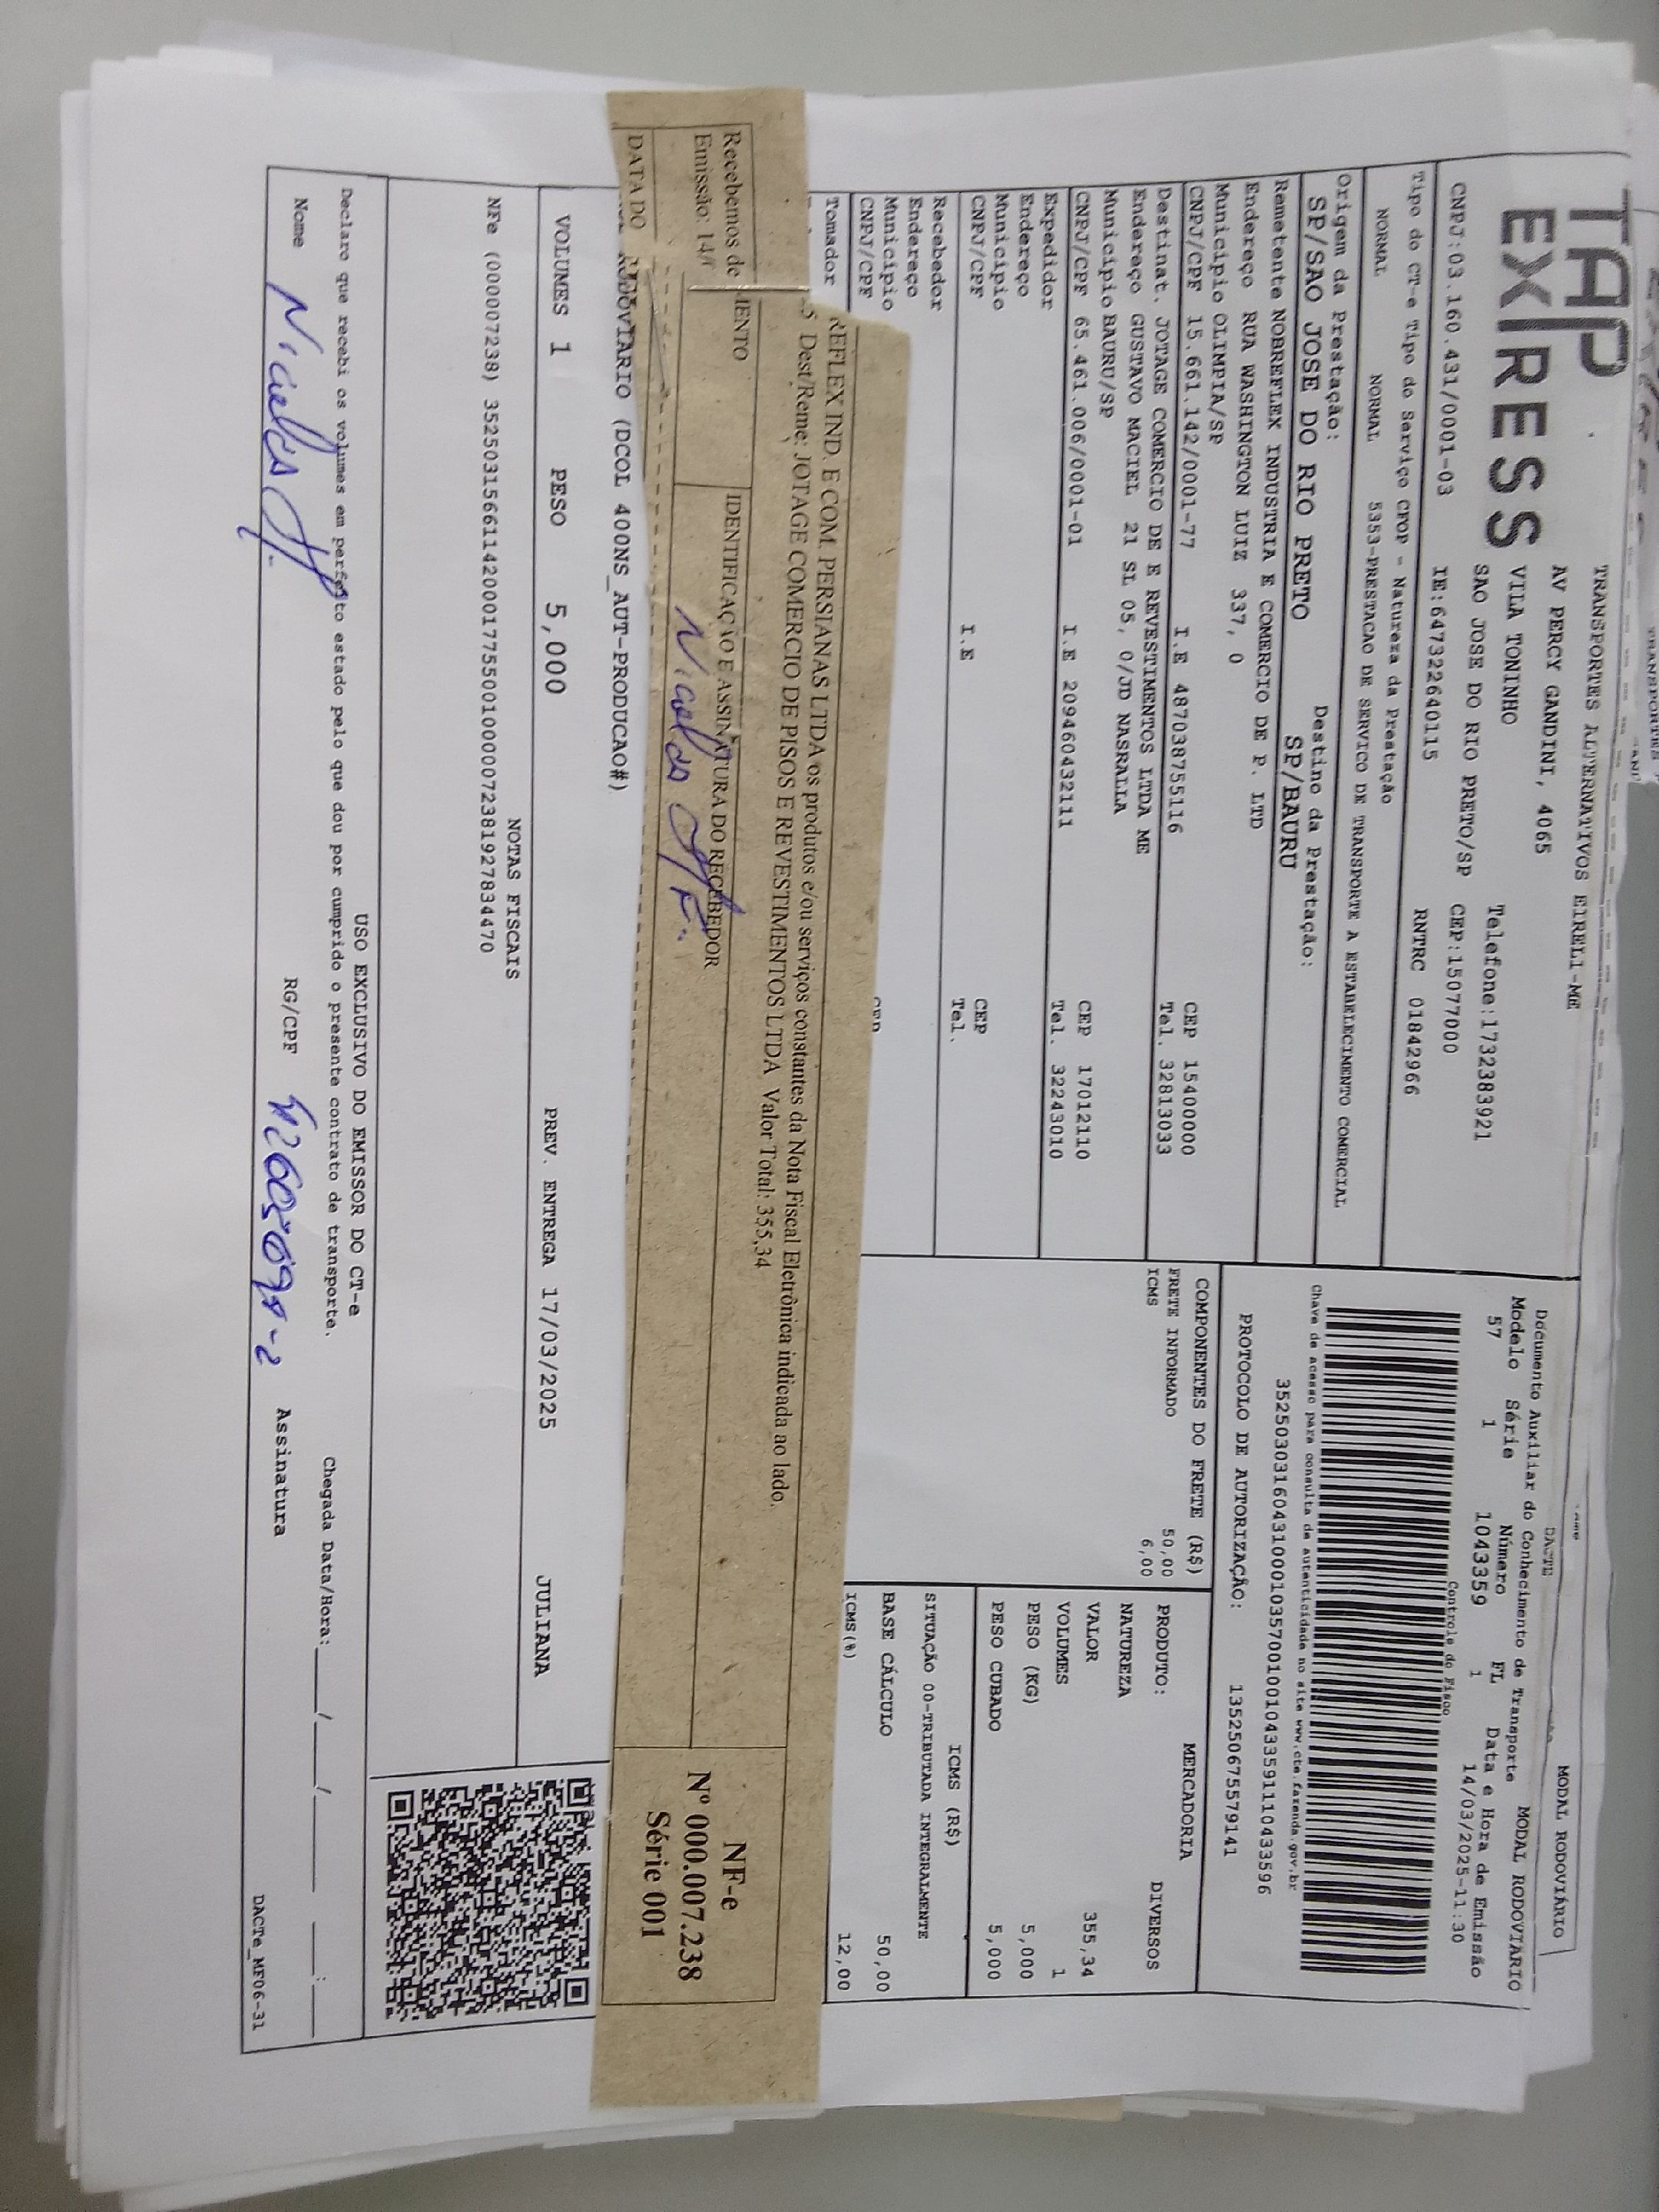 TAP EXPRESS
TRANSPORTES ALTERNATIVOS EIRELI-ME
AV PERCY GANDINI, 4065
VILA TONINHO
SAO JOSE DO RIO PRETO/SP
Telefone:1732383921
CEP:15077000
CNPJ:03.160.431/0001-03 IE:647322640115
RNTRC 01842966
DACTE
MODAL RODOVIÁRIO
Documento Auxiliar do Conhecimento de Transporte MODAL RODOVIARIO
Modelo Série Número FL Data e Hora de Emissão
57 1 1043359 1 14/03/2025-11:30
Controle do Fisco
Chave de acesso para consulta de autenticidade no site www.cte.fazenda.gov.br
35250303160431000103570010010433591110433596
PROTOCOLO DE AUTORIZAÇÃO: 135250675579141
Tipo do CT-e Tipo do Serviço CFOP - Natureza da Prestação
NORMAL NORMAL 5353-PRESTACAO DE SERVICO DE TRANSPORTE A ESTABELECIMENTO COMERCIAL
Origem da Prestação: Destino da Prestação:
SP/SAO JOSE DO RIO PRETO SP/BAURU
Remetente NOBREFLEX INDUSTRIA E COMERCIO DE P. LTD
Endereço RUA WASHINGTON LUIZ 337, 0
Municipio OLIMPIA/SP CEP 15400000
CNPJ/CPF 15.661.142/0001-77 I.E 487038755116 Tel. 32813033
Destinat. JOTAGE COMERCIO DE E REVESTIMENTOS LTDA ME
Endereço GUSTAVO MACIEL 21 SL 05, 0/JD NASRALLA
Municipio BAURU/SP CEP 17012110
CNPJ/CPF 65.461.006/0001-01 I.E 209460432111 Tel. 32243010
Expedidor
Endereço
Municipio CEP
CNPJ/CPF I.E Tel.
Recebedor
Endereço
Municipio
CNPJ/CPF
Tomador
COMPONENTES DO FRETE (R$)
FRETE INFORMADO 50,00
ICMS 6,00
MERCADORIA
PRODUTO: DIVERSOS
NATUREZA
VALOR 355,34
VOLUMES 1
PESO (KG) 5,000
PESO CUBADO 5,000
ICMS (R$)
SITUAÇÃO 00-TRIBUTADA INTEGRALMENTE
BASE CÁLCULO 50,00
ICMS(%) 12,00
REFLEX IND. E COM. PERSIANAS LTDA os produtos e/ou serviços constantes da Nota Fiscal Eletrônica indicada ao lado.
Dest/Reme: JOTAGE COMERCIO DE PISOS E REVESTIMENTOS LTDA Valor Total: 355,34
Recebemos de
Emissão: 14/
DATA DO
IENTO
IDENTIFICAÇÃO E ASSINATURA DO RECEBEDOR
NF-e
Nº 000.007.238
Série 001
RODOVIARIO (DCOL 400NS_AUT-PRODUCAO#)
VOLUMES 1 PESO 5,000 PREV. ENTREGA 17/03/2025 JULIANA
NOTAS FISCAIS
NFe (000007238) 35250315661142000177550010000072381927834470
USO EXCLUSIVO DO EMISSOR DO CT-e
Declaro que recebi os volumes em perfeito estado pelo que dou por cumprido o presente contrato de transporte.
Chegada Data/Hora: ____/____/____ ____:____
Nome RG/CPF Assinatura
DACTe_MF06-31